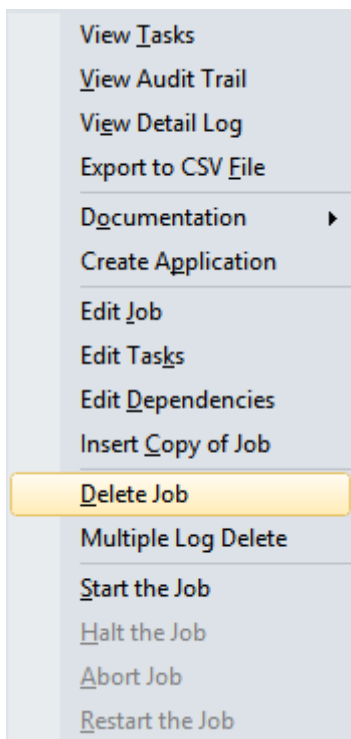 View Tasks
View Audit Trail
View Detail Log
Export to CSV File
Documentation
Create Application
Edit Job
Edit Tasks
Edit Dependencies
Insert Copy of Job
Delete Job
Multiple Log Delete
Start the Job
Halt the Job
Abort Job
Restart the Job